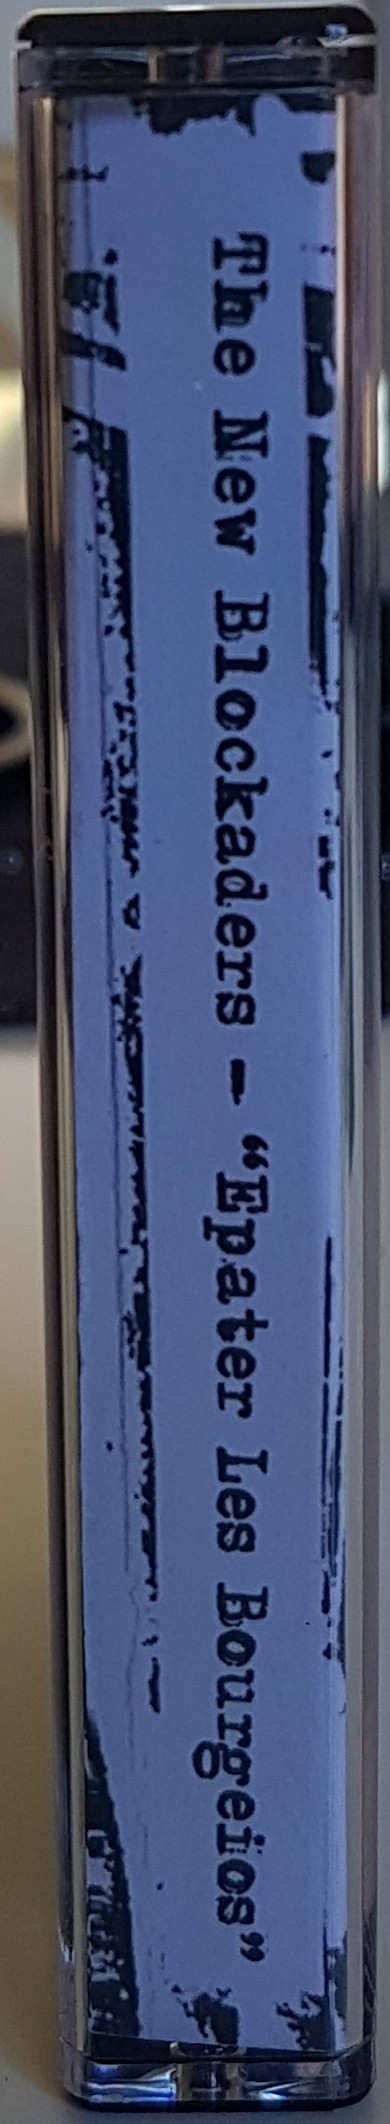 The New Blockaders - “Epater Les Bourgeios”